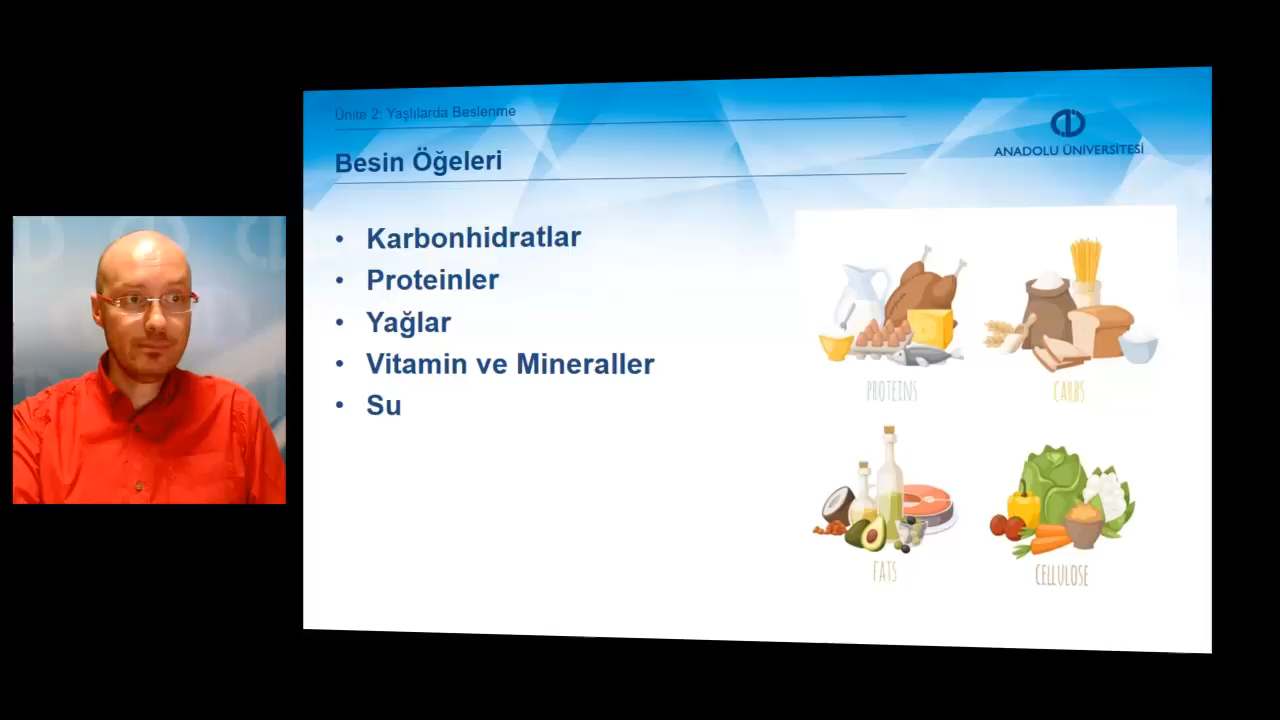 Ünite 2: Yaşlılarda Beslenme
ANADOLU ÜNİVERSİTESİ
Besin Öğeleri
• Karbonhidratlar
• Proteinler
• Yağlar
• Vitamin ve Mineraller
• Su
PROTEINS
CARBS
FATS
CELLULOSE